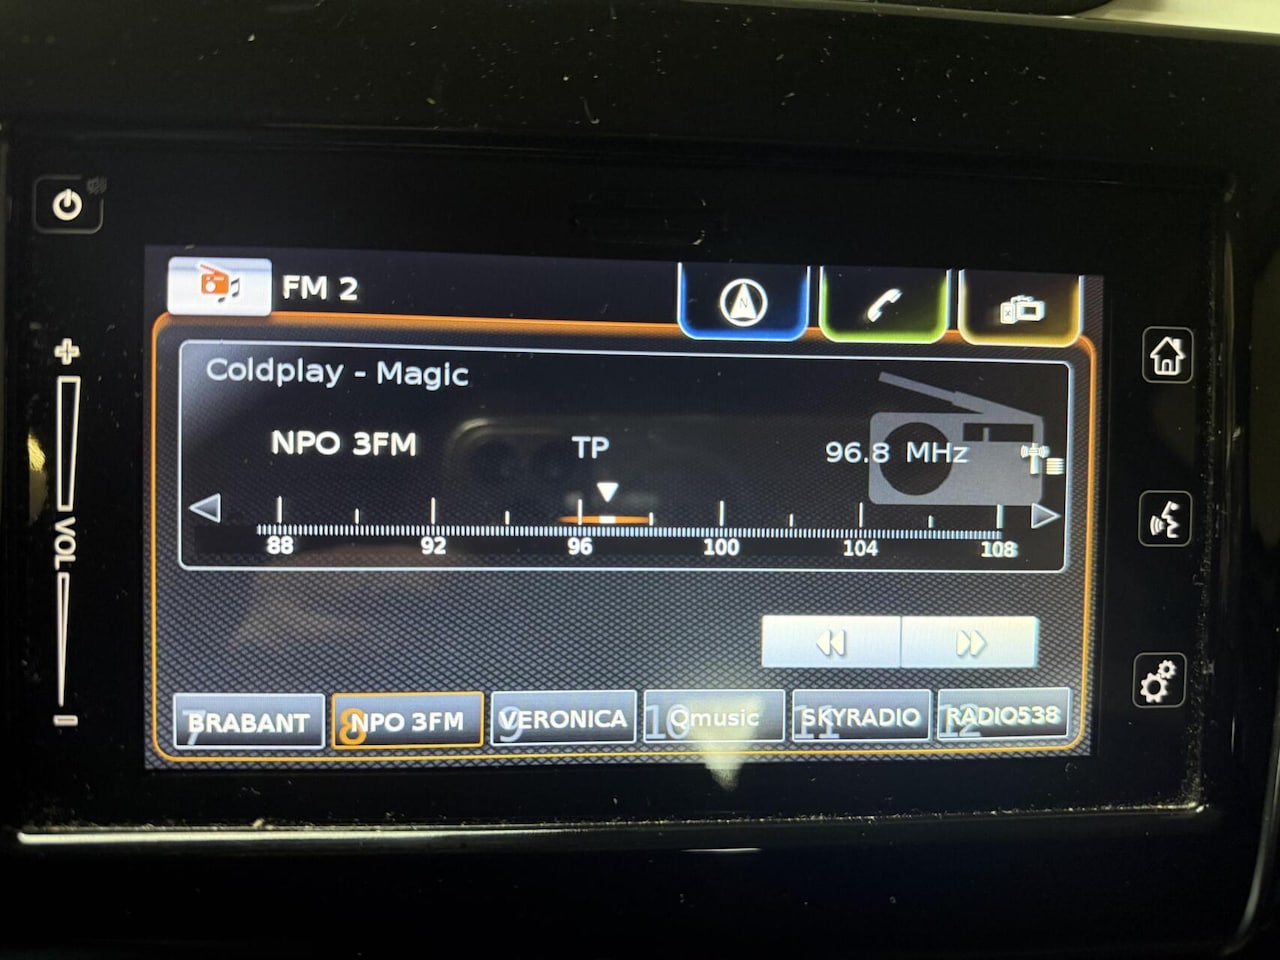 FM 2
N
Coldplay - Magic
NPO 3FM TP 96.8 MHz
88 92 96 100 104 108
+
VOL
-
7 BRABANT
8 NPO 3FM
9 VERONICA
10 Qmusic
11 SKYRADIO
12 RADIO538